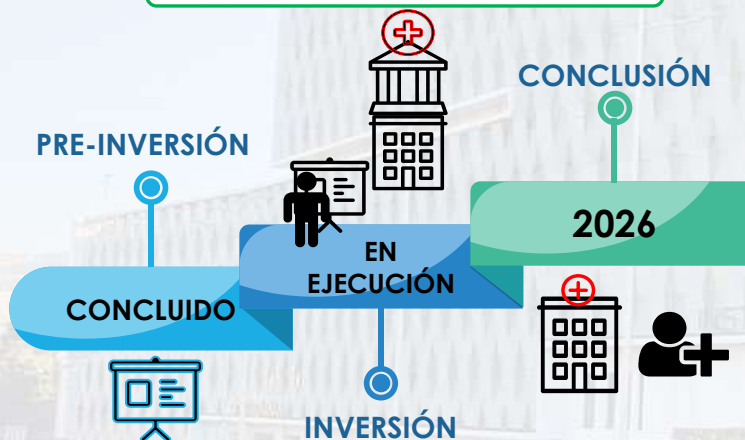 CONCLUSIÓN
PRE-INVERSIÓN
2026
EN
EJECUCIÓN
CONCLUIDO
INVERSIÓN